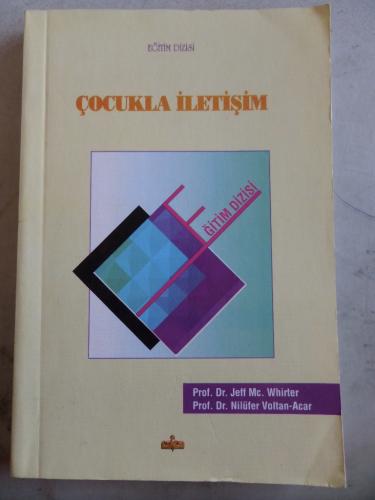 EĞİTİM DİZİSİ
ÇOCUKLA İLETİŞİM
EĞİTİM DİZİSİ
Prof. Dr. Jeff Mc. Whirter
Prof. Dr. Nilüfer Voltan-Acar